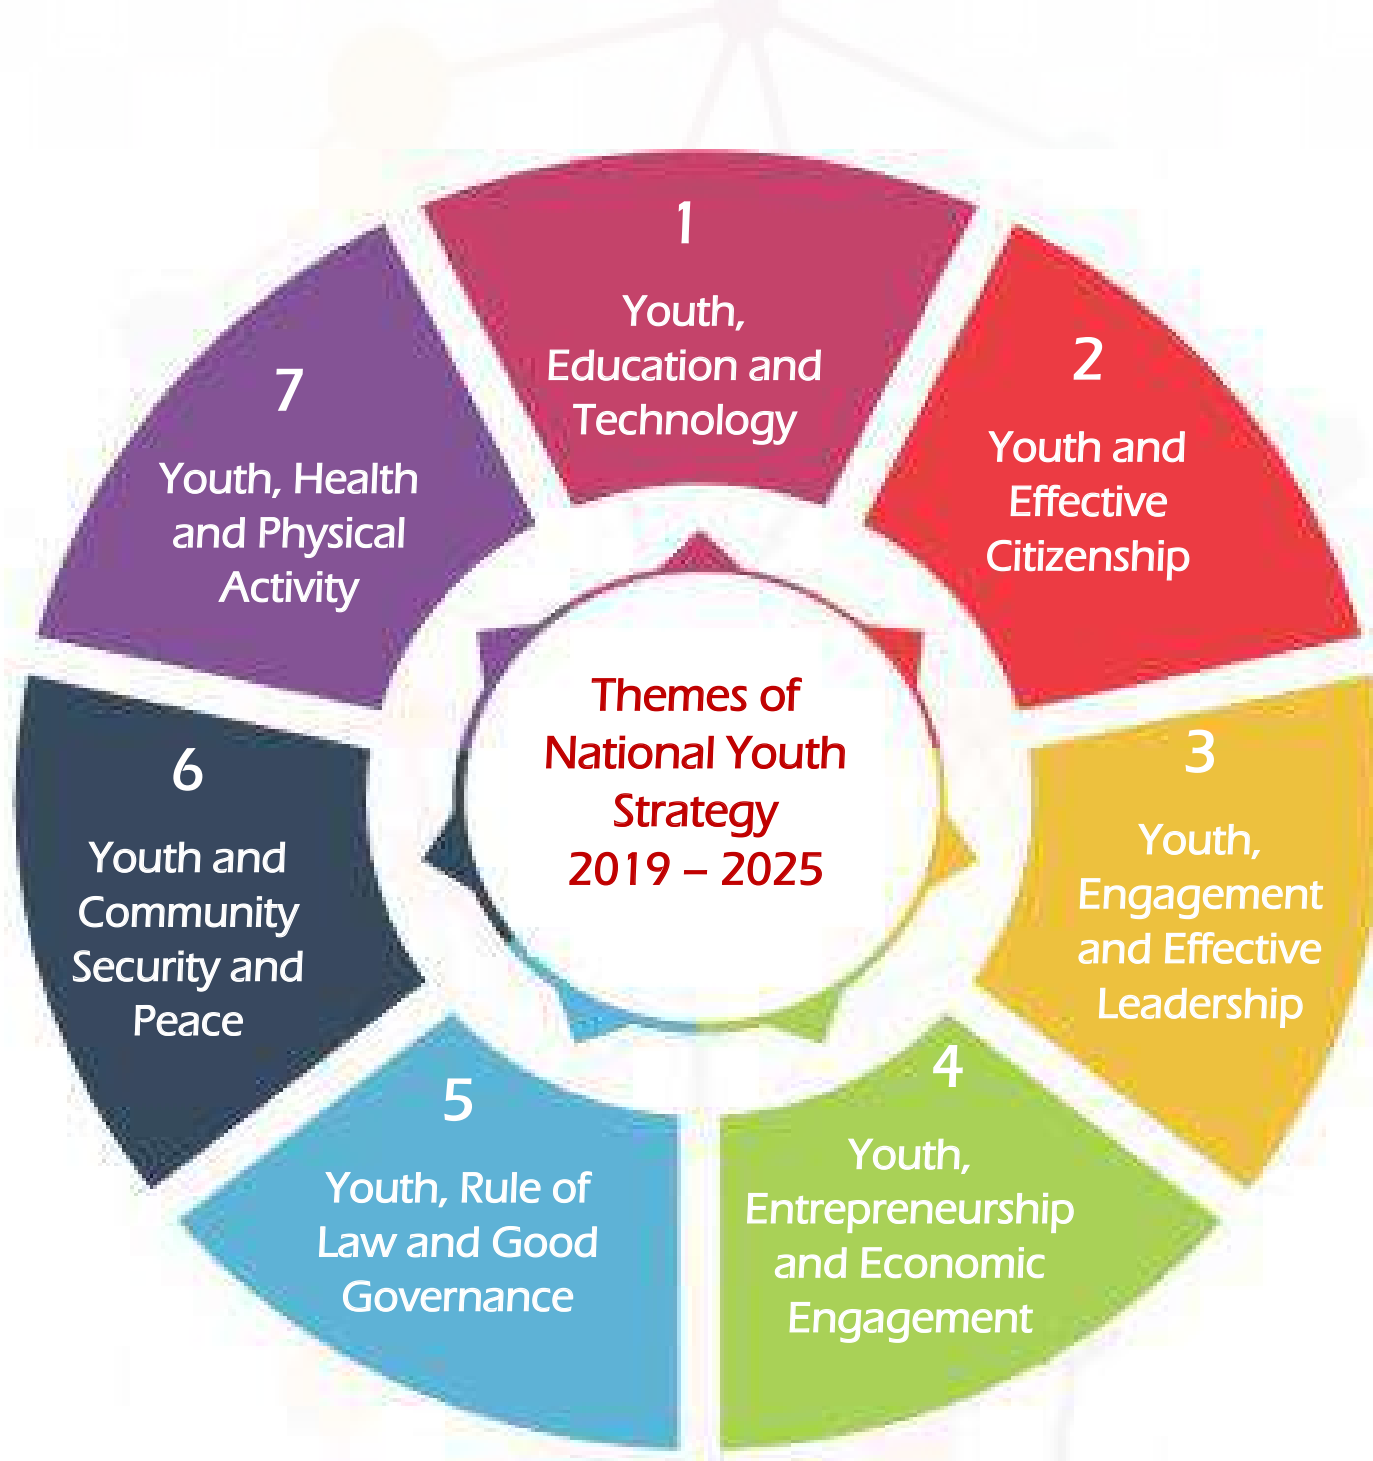 1
Youth,
Education and
Technology
2
Youth and
Effective
Citizenship
3
Youth,
Engagement
and Effective
Leadership
4
Youth,
Entrepreneurship
and Economic
Engagement
5
Youth, Rule of
Law and Good
Governance
6
Youth and
Community
Security and
Peace
7
Youth, Health
and Physical
Activity
Themes of
National Youth
Strategy
2019 – 2025